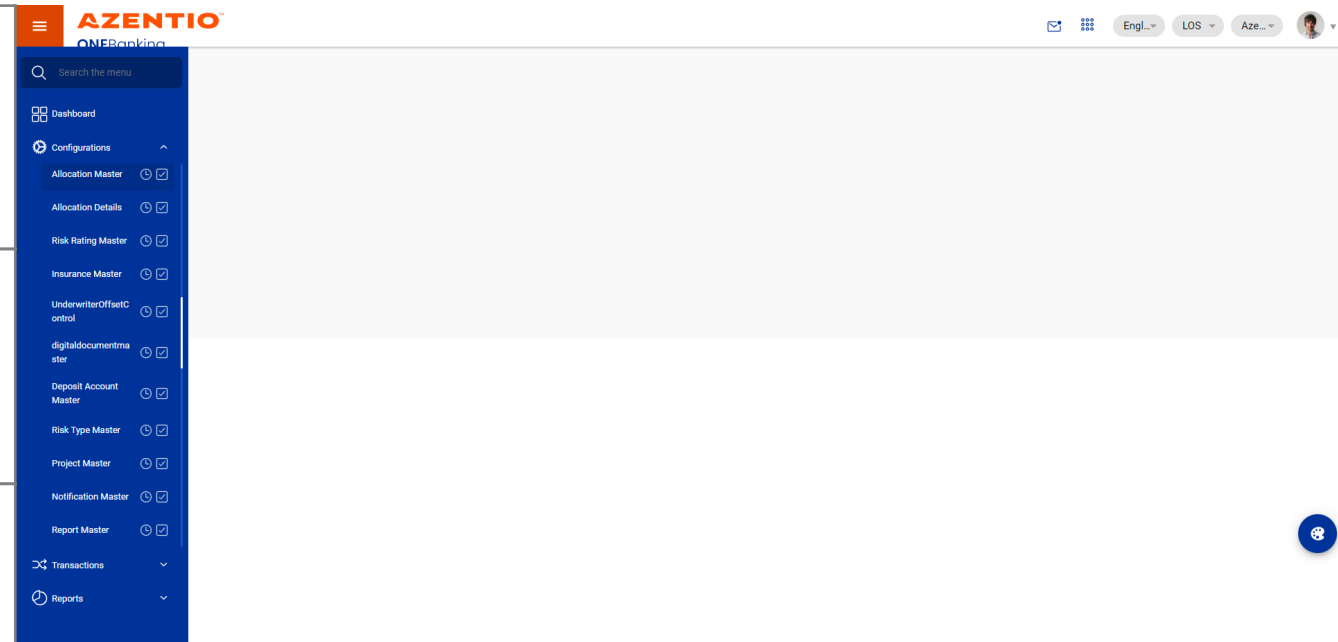 AZENTIO™
ONEBanking
Engl...
LOS
Aze...
Search the menu
Dashboard
Configurations
Allocation Master
Allocation Details
Risk Rating Master
Insurance Master
UnderwriterOffsetC
ontrol
digitaldocumentma
ster
Deposit Account
Master
Risk Type Master
Project Master
Notification Master
Report Master
Transactions
Reports